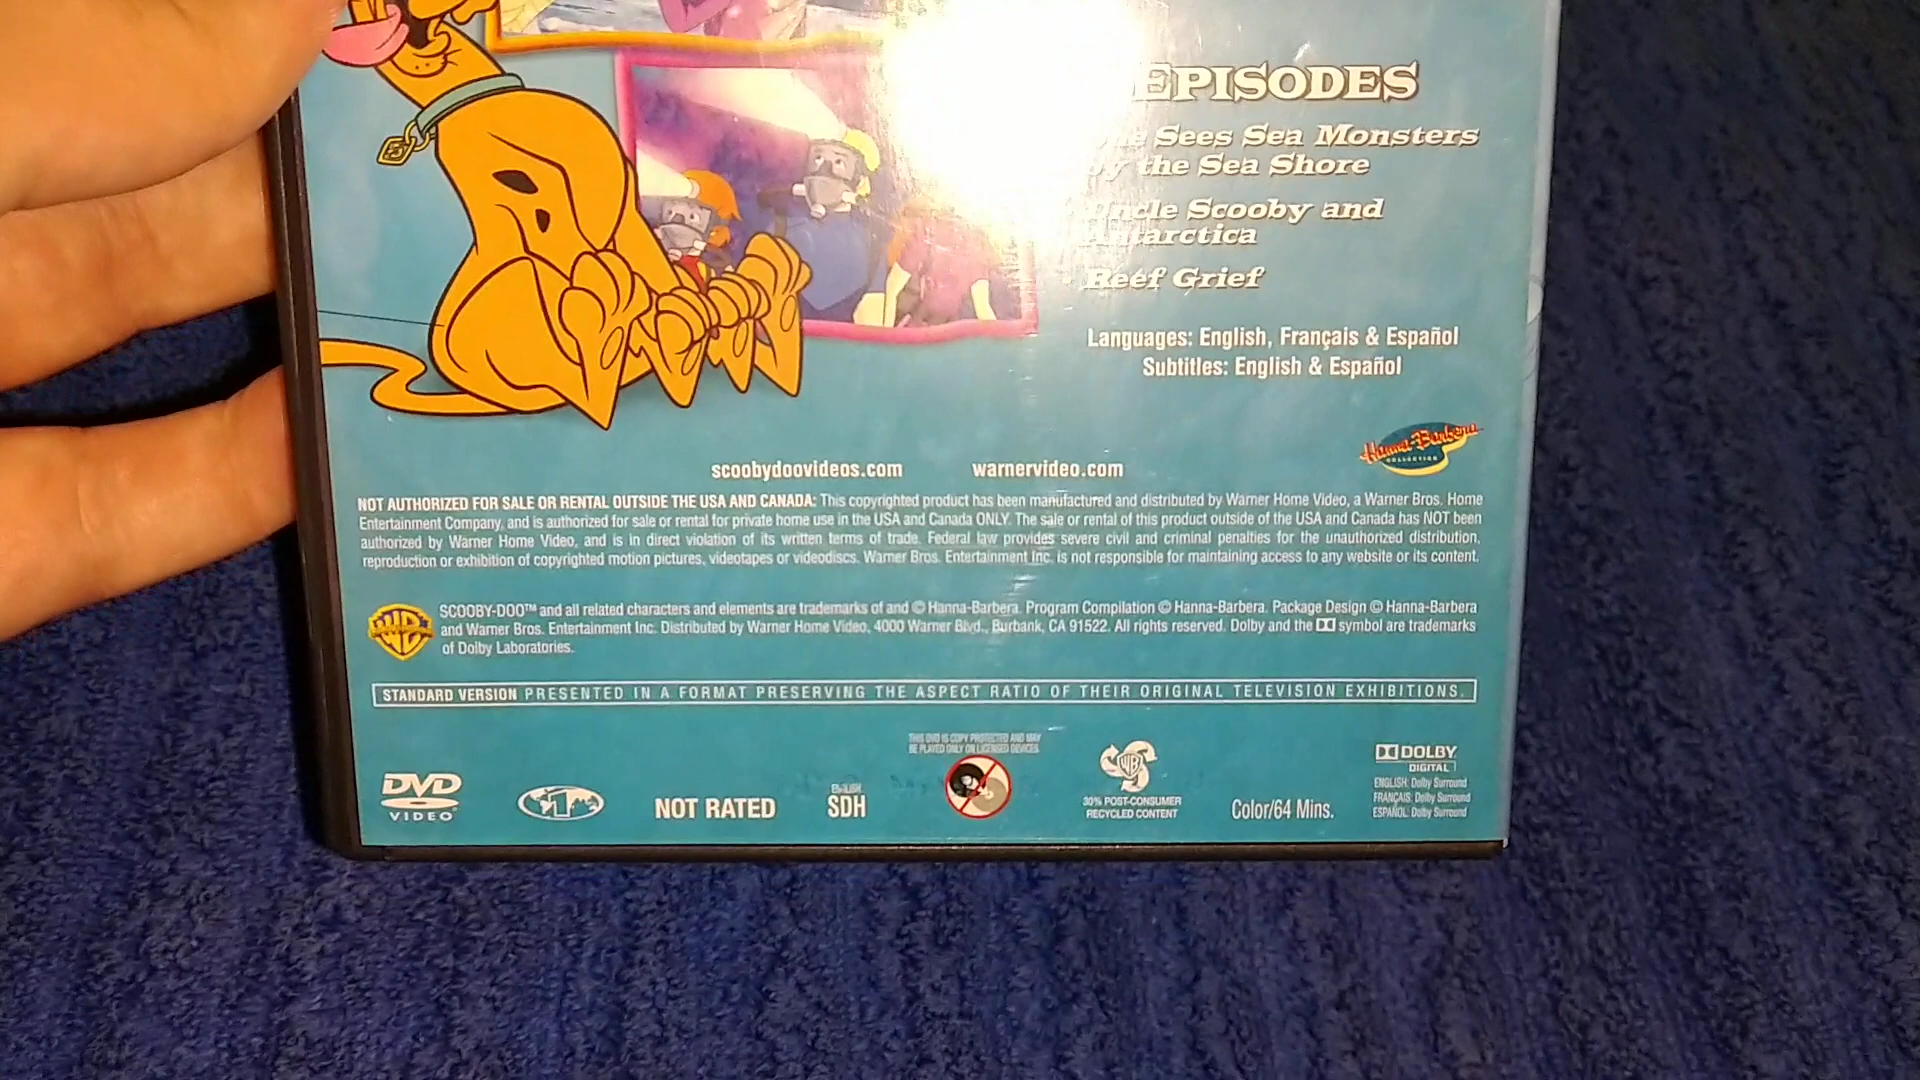 EPISODES
Sees Sea Monsters
by the Sea Shore
Uncle Scooby and
Antarctica
Reef Grief
Languages: English, Français & Español
Subtitles: English & Español
Hanna-Barbera
COLLECTION
scoobydoovideos.com warnervideo.com
NOT AUTHORIZED FOR SALE OR RENTAL OUTSIDE THE USA AND CANADA: This copyrighted product has been manufactured and distributed by Warner Home Video, a Warner Bros. Home
Entertainment Company, and is authorized for sale or rental for private home use in the USA and Canada ONLY. The sale or rental of this product outside of the USA and Canada has NOT been
authorized by Warner Home Video, and is in direct violation of its written terms of trade. Federal law provides severe civil and criminal penalties for the unauthorized distribution,
reproduction or exhibition of copyrighted motion pictures, videotapes or videodiscs. Warner Bros. Entertainment Inc. is not responsible for maintaining access to any website or its content.
SCOOBY-DOO™ and all related characters and elements are trademarks of and © Hanna-Barbera. Program Compilation © Hanna-Barbera. Package Design © Hanna-Barbera
and Warner Bros. Entertainment Inc. Distributed by Warner Home Video, 4000 Warner Blvd., Burbank, CA 91522. All rights reserved. Dolby and the symbol are trademarks
of Dolby Laboratories.
STANDARD VERSION PRESENTED IN A FORMAT PRESERVING THE ASPECT RATIO OF THEIR ORIGINAL TELEVISION EXHIBITIONS.
THIS DVD IS COPY PROTECTED AND MAY
BE PLAYED ONLY ON LICENSED DEVICES.
DVD
VIDEO
1
NOT RATED
ENGLISH
SDH
WB
30% POST-CONSUMER
RECYCLED CONTENT
Color/64 Mins.
DOLBY
DIGITAL
ENGLISH: Dolby Surround
FRANÇAIS: Dolby Surround
ESPAÑOL: Dolby Surround